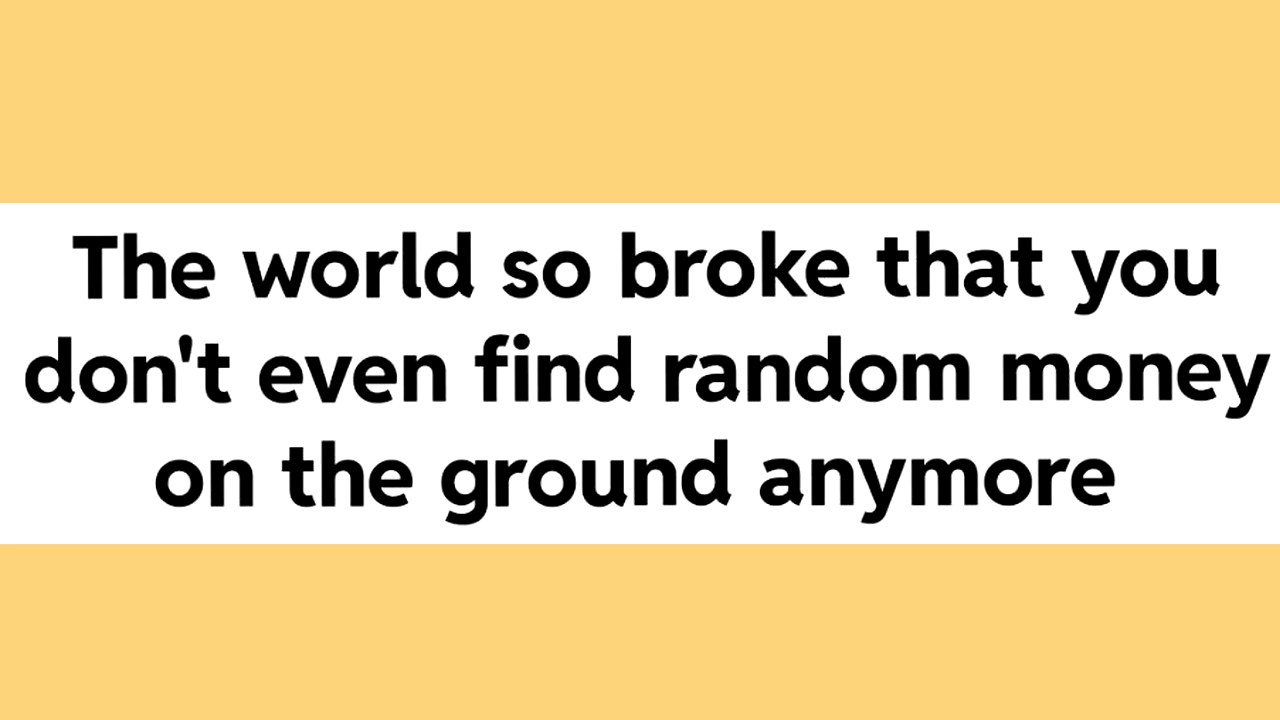 The world so broke that you
don't even find random money
on the ground anymore